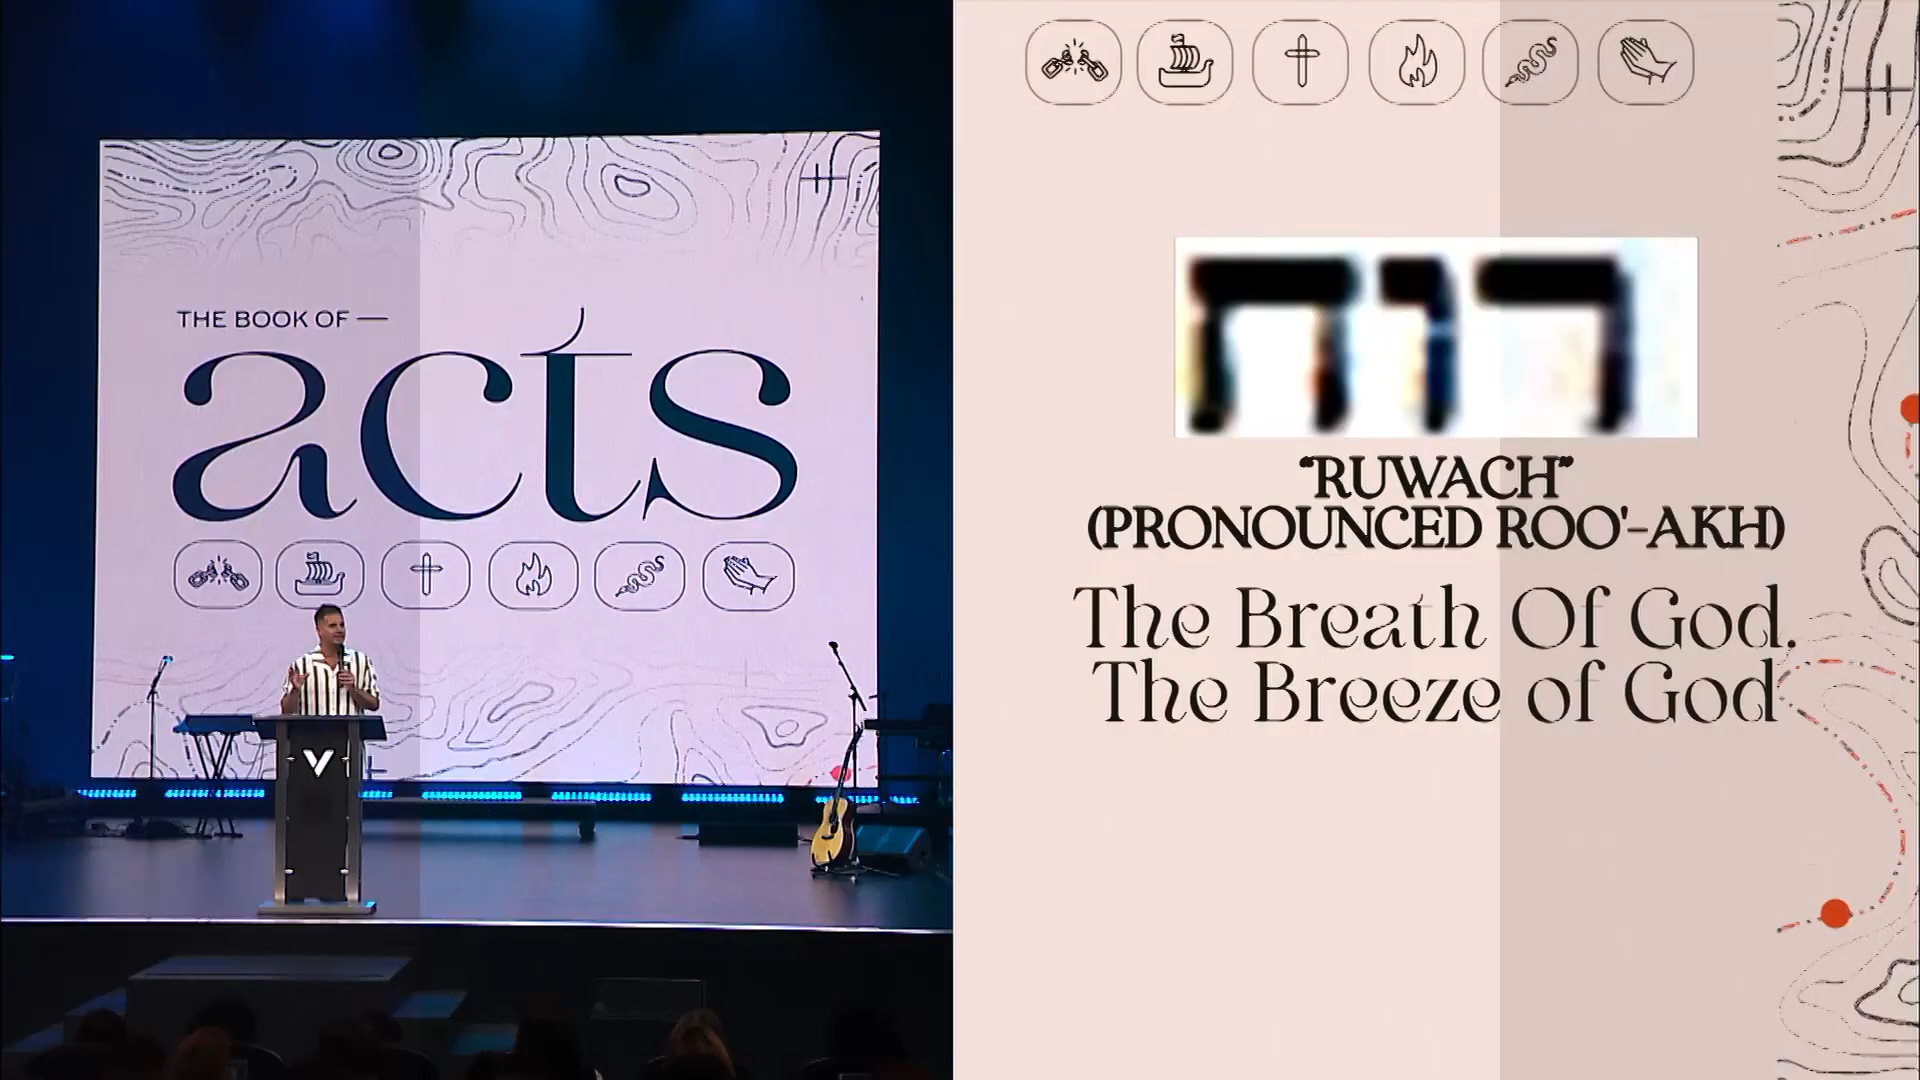 THE BOOK OF —
acts
V
רוח
“RUWACH”
(PRONOUNCED ROO'-AKH)
The Breath Of God.
The Breeze of God